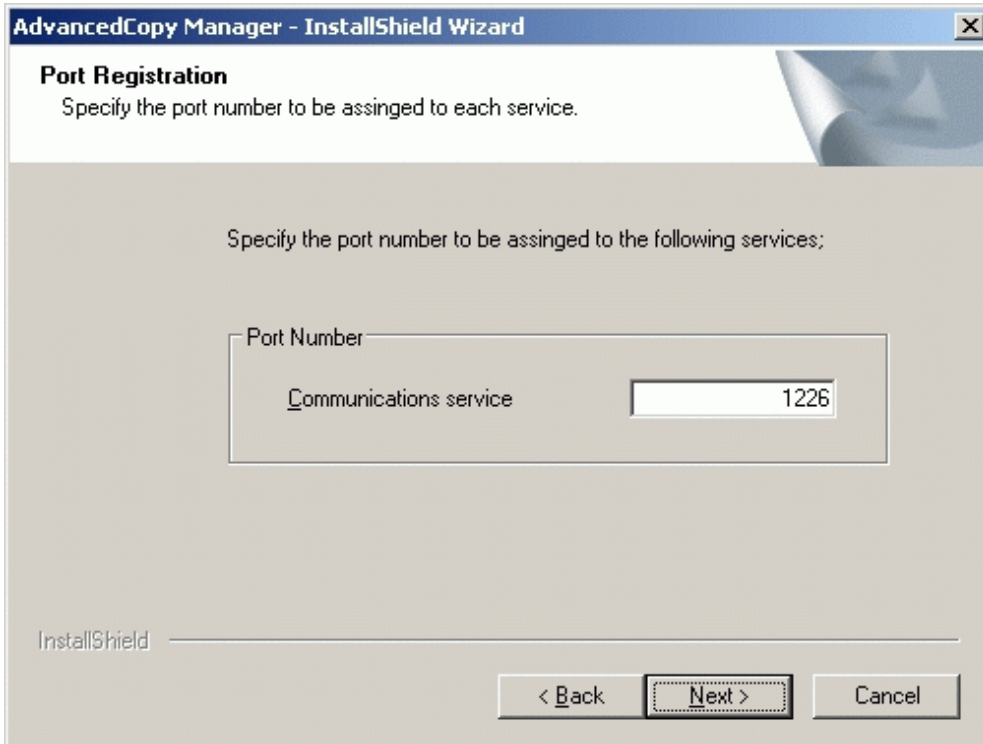 AdvancedCopy Manager - InstallShield Wizard
Port Registration
Specify the port number to be assinged to each service.
Specify the port number to be assinged to the following services;
Port Number
Communications service 1226
InstallShield
< Back Next > Cancel